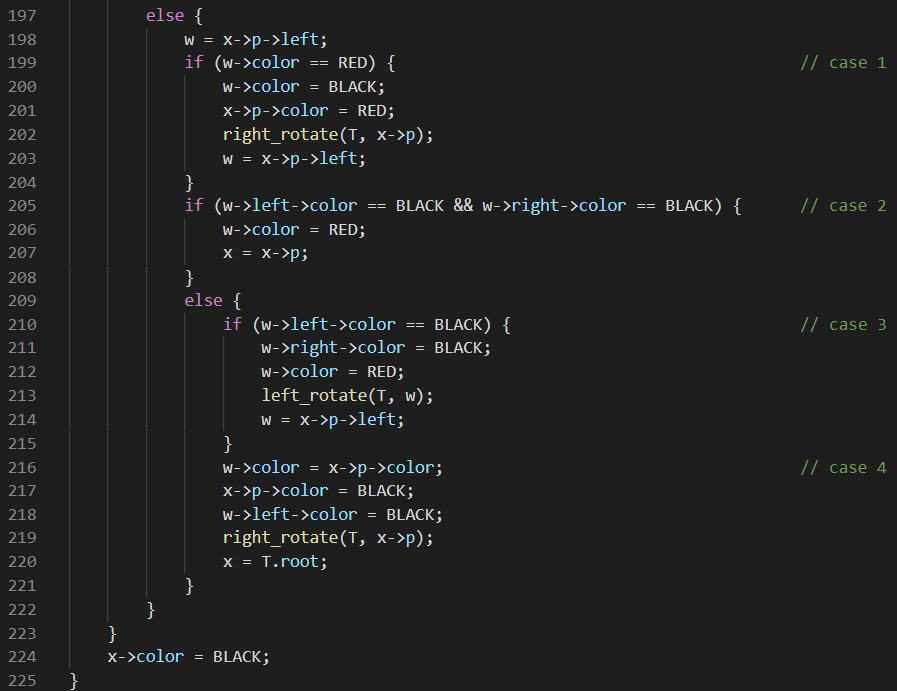 197 else {
198 w = x->p->left;
199 if (w->color == RED) { // case 1
200 w->color = BLACK;
201 x->p->color = RED;
202 right_rotate(T, x->p);
203 w = x->p->left;
204 }
205 if (w->left->color == BLACK && w->right->color == BLACK) { // case 2
206 w->color = RED;
207 x = x->p;
208 }
209 else {
210 if (w->left->color == BLACK) { // case 3
211 w->right->color = BLACK;
212 w->color = RED;
213 left_rotate(T, w);
214 w = x->p->left;
215 }
216 w->color = x->p->color; // case 4
217 x->p->color = BLACK;
218 w->left->color = BLACK;
219 right_rotate(T, x->p);
220 x = T.root;
221 }
222 }
223 }
224 x->color = BLACK;
225 }